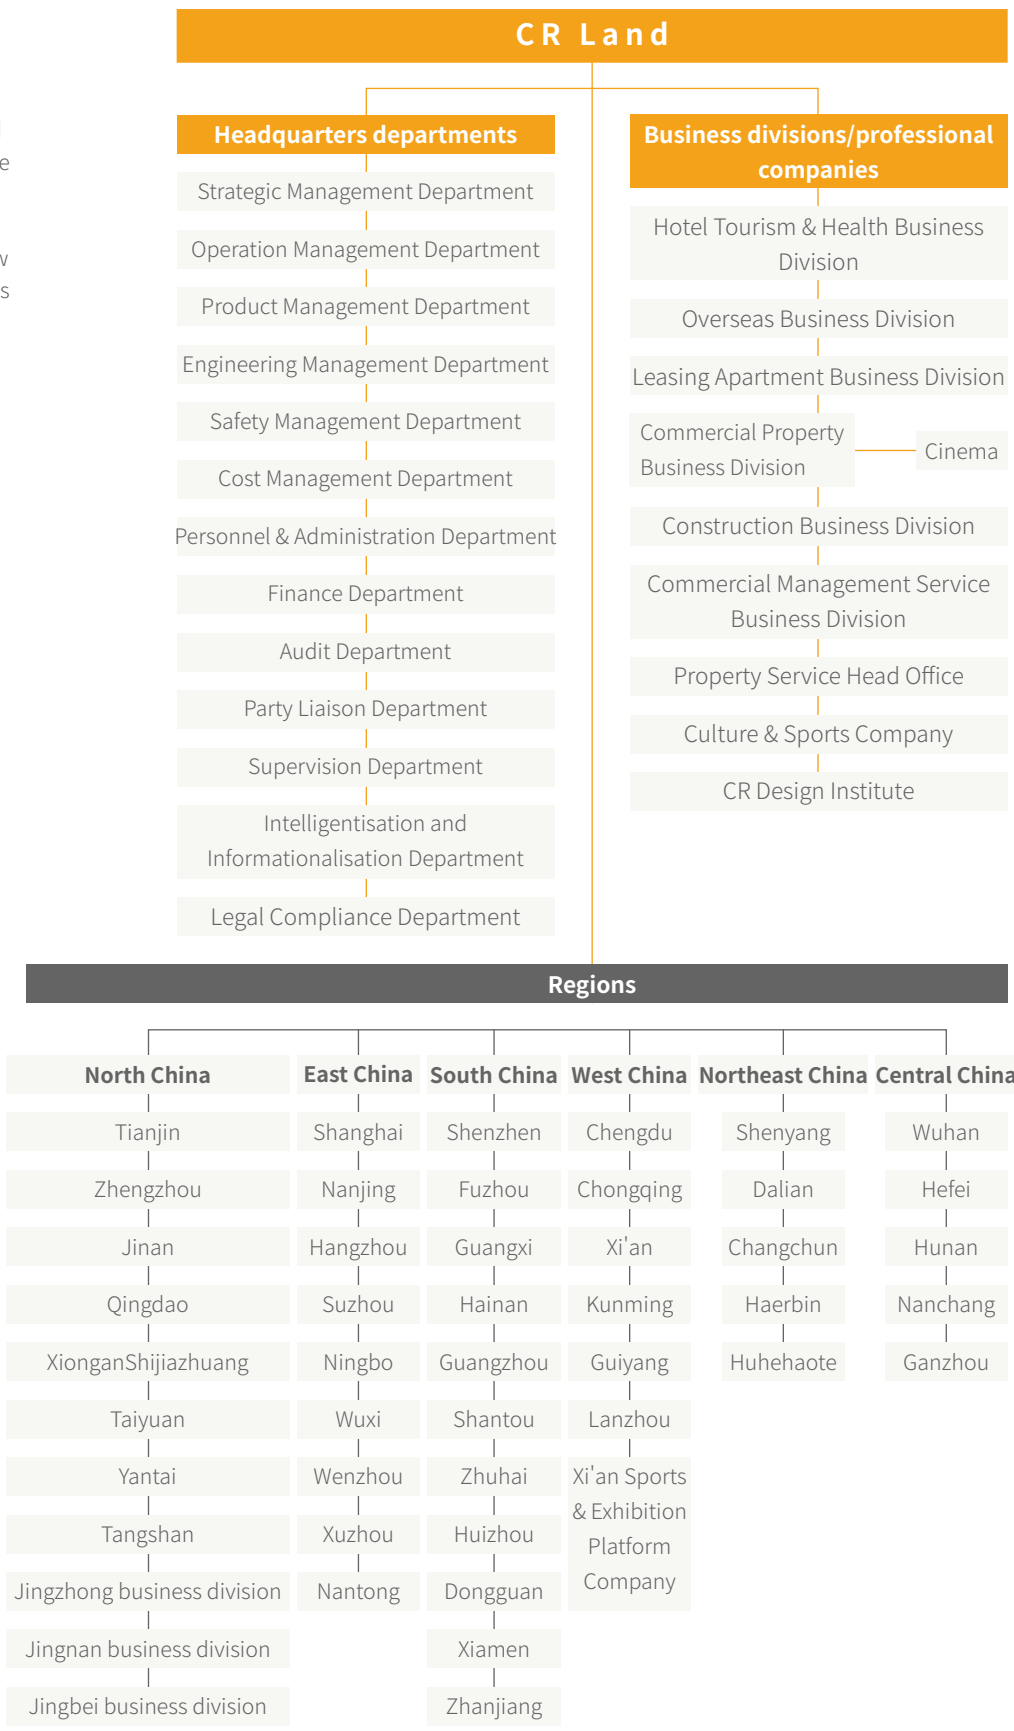 CR Land
Headquarters departments
Strategic Management Department
Operation Management Department
Product Management Department
Engineering Management Department
Safety Management Department
Cost Management Department
Personnel & Administration Department
Finance Department
Audit Department
Party Liaison Department
Supervision Department
Intelligentisation and
Informationalisation Department
Legal Compliance Department
Business divisions/professional
companies
Hotel Tourism & Health Business
Division
Overseas Business Division
Leasing Apartment Business Division
Commercial Property
Business Division
Cinema
Construction Business Division
Commercial Management Service
Business Division
Property Service Head Office
Culture & Sports Company
CR Design Institute
Regions
North China
Tianjin
Zhengzhou
Jinan
Qingdao
XionganShijiazhuang
Taiyuan
Yantai
Tangshan
Jingzhong business division
Jingnan business division
Jingbei business division
East China
Shanghai
Nanjing
Hangzhou
Suzhou
Ningbo
Wuxi
Wenzhou
Xuzhou
Nantong
South China
Shenzhen
Fuzhou
Guangxi
Hainan
Guangzhou
Shantou
Zhuhai
Huizhou
Dongguan
Xiamen
Zhanjiang
West China
Chengdu
Chongqing
Xi'an
Kunming
Guiyang
Lanzhou
Xi'an Sports
& Exhibition
Platform
Company
Northeast China
Shenyang
Dalian
Changchun
Haerbin
Huhehaote
Central China
Wuhan
Hefei
Hunan
Nanchang
Ganzhou